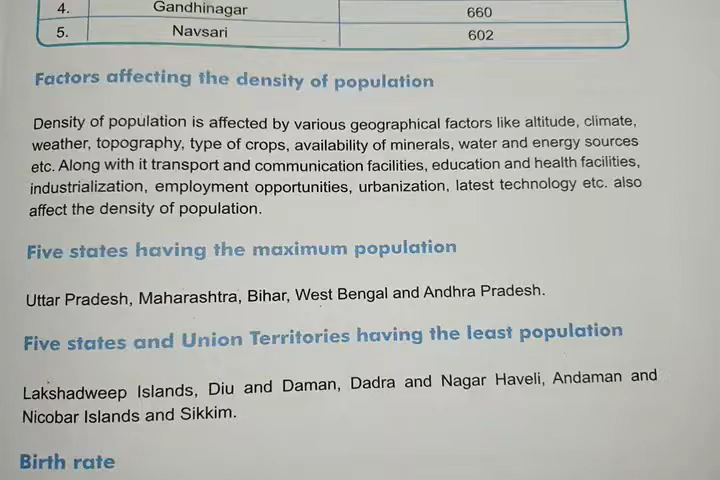 4. Gandhinagar 660
5. Navsari 602
Factors affecting the density of population
Density of population is affected by various geographical factors like altitude, climate,
weather, topography, type of crops, availability of minerals, water and energy sources
etc. Along with it transport and communication facilities, education and health facilities,
industrialization, employment opportunities, urbanization, latest technology etc. also
affect the density of population.
Five states having the maximum population
Uttar Pradesh, Maharashtra, Bihar, West Bengal and Andhra Pradesh.
Five states and Union Territories having the least population
Lakshadweep Islands, Diu and Daman, Dadra and Nagar Haveli, Andaman and
Nicobar Islands and Sikkim.
Birth rate